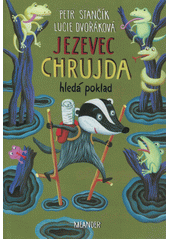 PETR STANČÍK
LUCIE DVOŘÁKOVÁ
JEZEVEC
CHRUJDA
hledá poklad
MEANDER